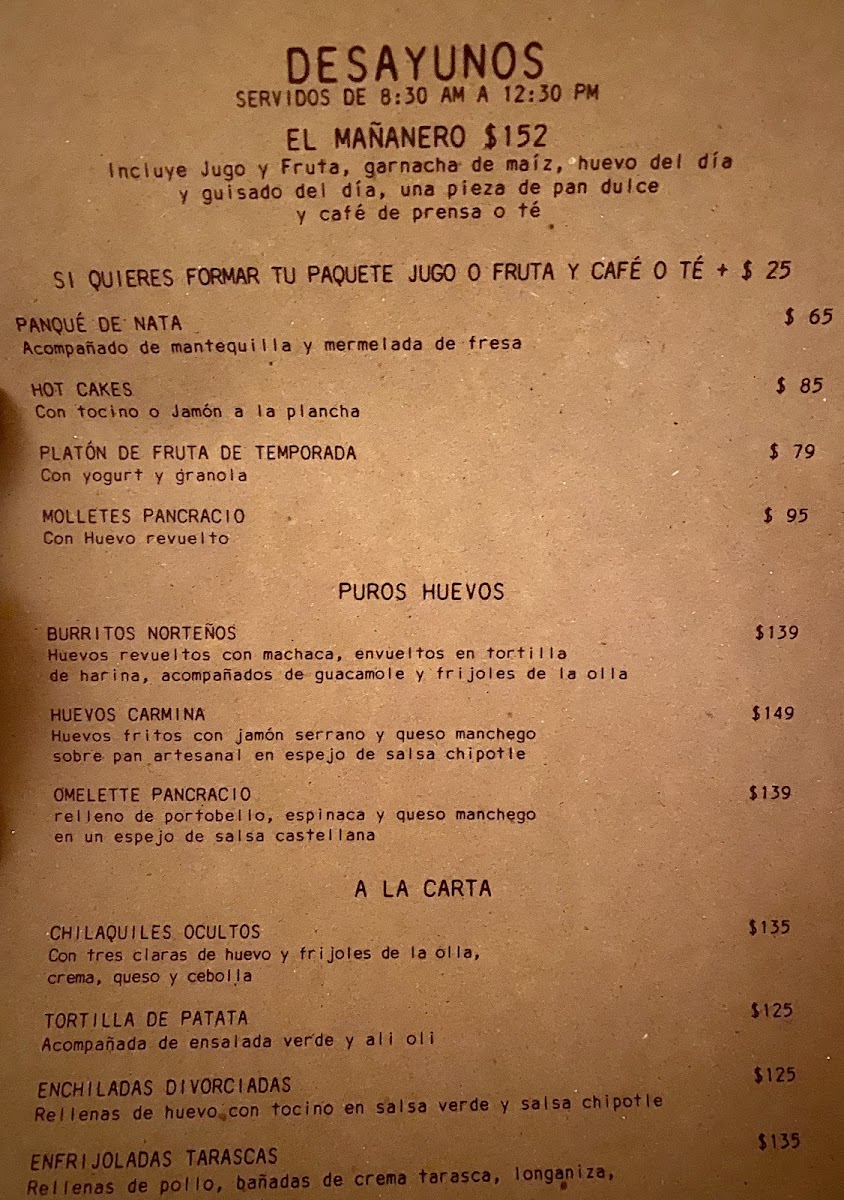 DESAYUNOS
SERVIDOS DE 8:30 AM A 12:30 PM
EL MAÑANERO $152
Incluye Jugo y Fruta, garnacha de maíz, huevo del día
y guisado del día, una pieza de pan dulce
y café de prensa o té
SI QUIERES FORMAR TU PAQUETE JUGO O FRUTA Y CAFÉ O TÉ + $ 25
PANQUÉ DE NATA $ 65
Acompañado de mantequilla y mermelada de fresa
HOT CAKES $ 85
Con tocino o Jamón a la plancha
PLATÓN DE FRUTA DE TEMPORADA $ 79
Con yogurt y granola
MOLLETES PANCRACIO $ 95
Con Huevo revuelto
PUROS HUEVOS
BURRITOS NORTEÑOS $139
Huevos revueltos con machaca, envueltos en tortilla
de harina, acompañados de guacamole y frijoles de la olla
HUEVOS CARMINA $149
Huevos fritos con jamón serrano y queso manchego
sobre pan artesanal en espejo de salsa chipotle
OMELETTE PANCRACIO $139
relleno de portobello, espinaca y queso manchego
en un espejo de salsa castellana
A LA CARTA
CHILAQUILES OCULTOS $135
Con tres claras de huevo y frijoles de la olla,
crema, queso y cebolla
TORTILLA DE PATATA $125
Acompañada de ensalada verde y ali oli
ENCHILADAS DIVORCIADAS $125
Rellenas de huevo con tocino en salsa verde y salsa chipotle
ENFRIJOLADAS TARASCAS $135
Rellenas de pollo, bañadas de crema tarasca, longaniza,